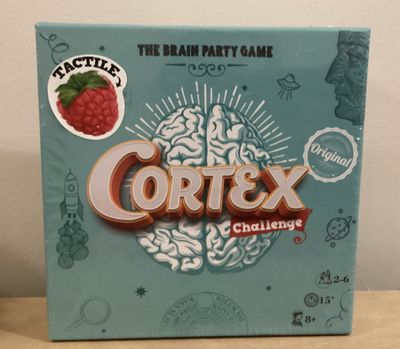 THE BRAIN PARTY GAME
TACTILE
Original
CORTEX
Challenge
2-6
15'
8+